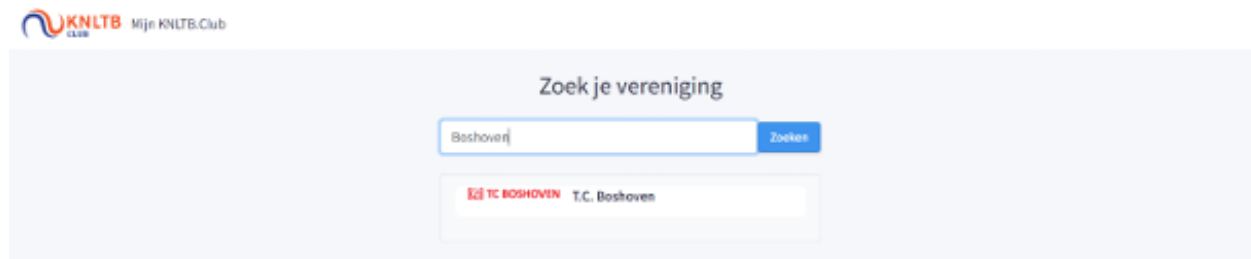 KNLTB CLUB Mijn KNLTB.Club
Zoek je vereniging
Boshoven Zoeken
TC BOSHOVEN T.C. Boshoven